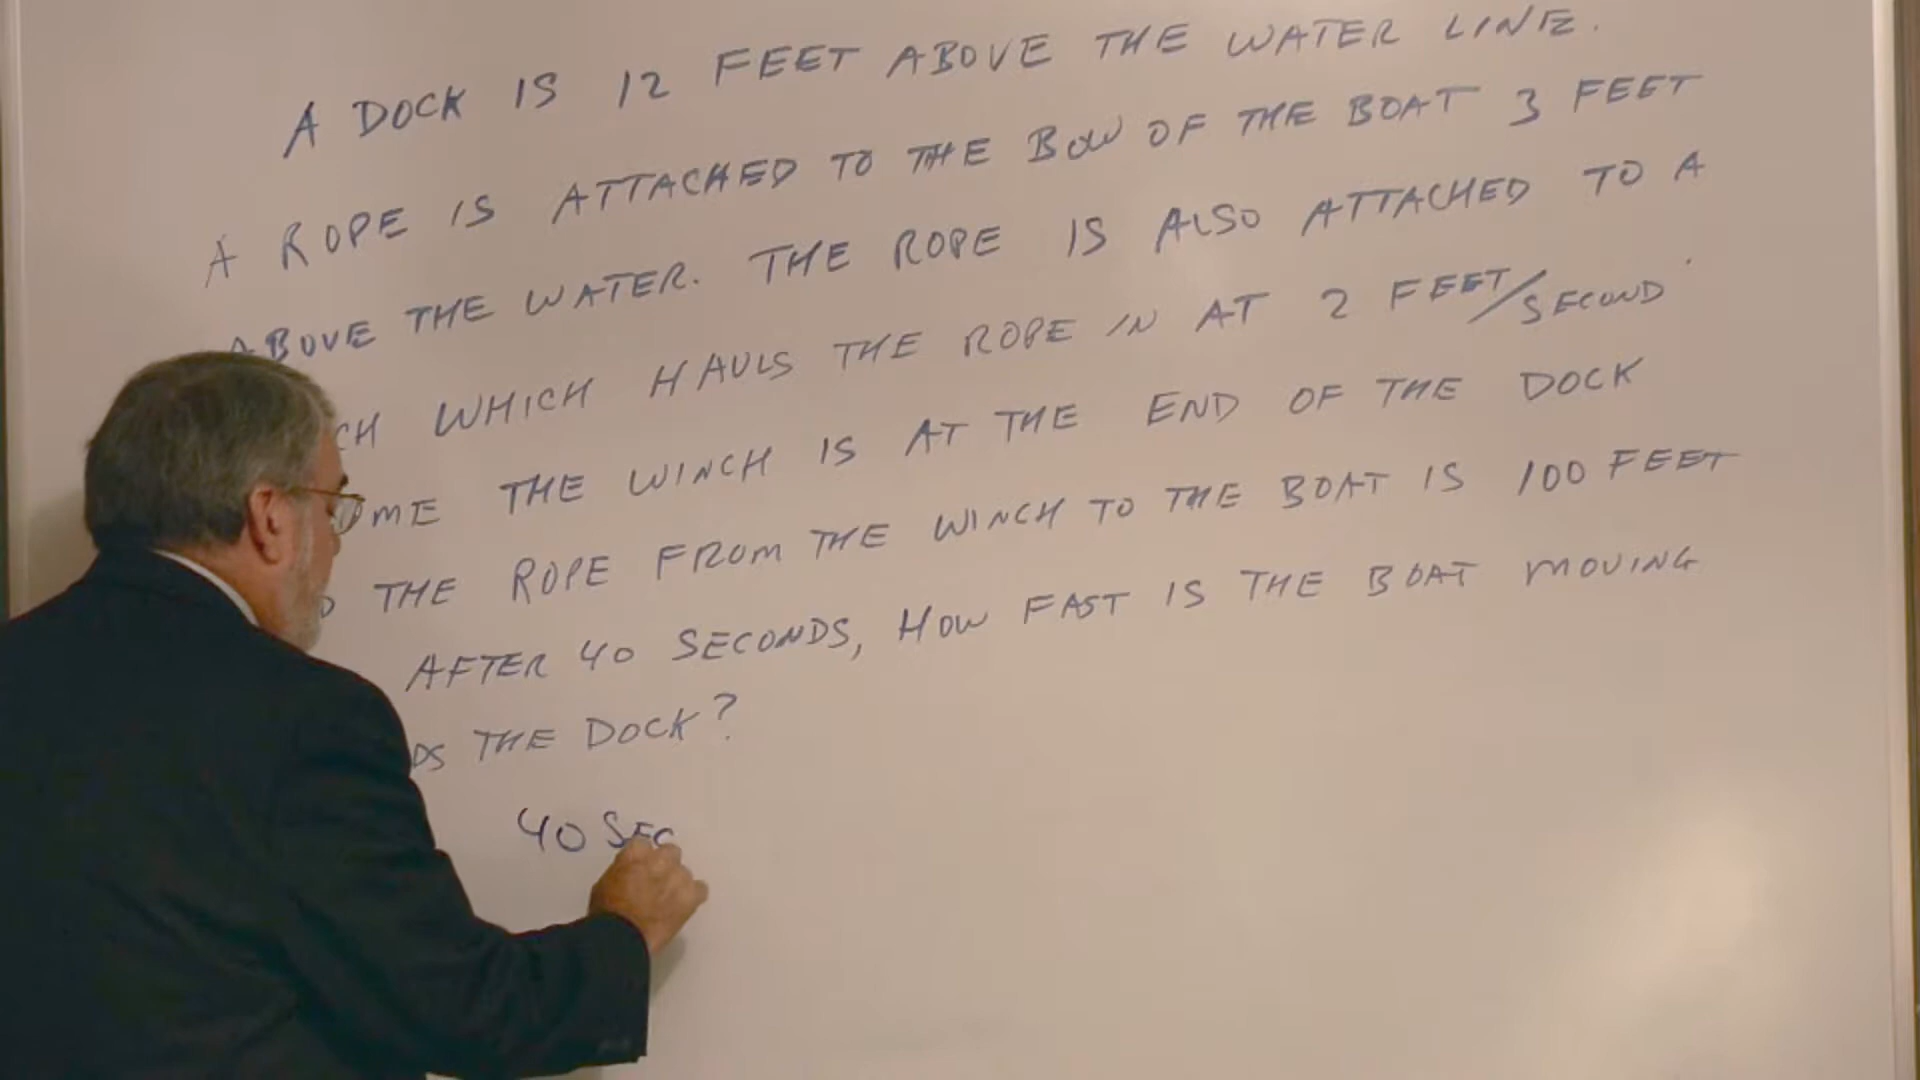 A DOCK IS 12 FEET ABOVE THE WATER LINE.
A ROPE IS ATTACHED TO THE BOW OF THE BOAT 3 FEET
ABOVE THE WATER. THE ROPE IS ALSO ATTACHED TO A
CH WHICH HAULS THE ROPE IN AT 2 FEET/SECOND.
OME THE WINCH IS AT THE END OF THE DOCK
THE ROPE FROM THE WINCH TO THE BOAT IS 100 FEET
AFTER 40 SECONDS, HOW FAST IS THE BOAT MOVING
DS THE DOCK?
40 SEC